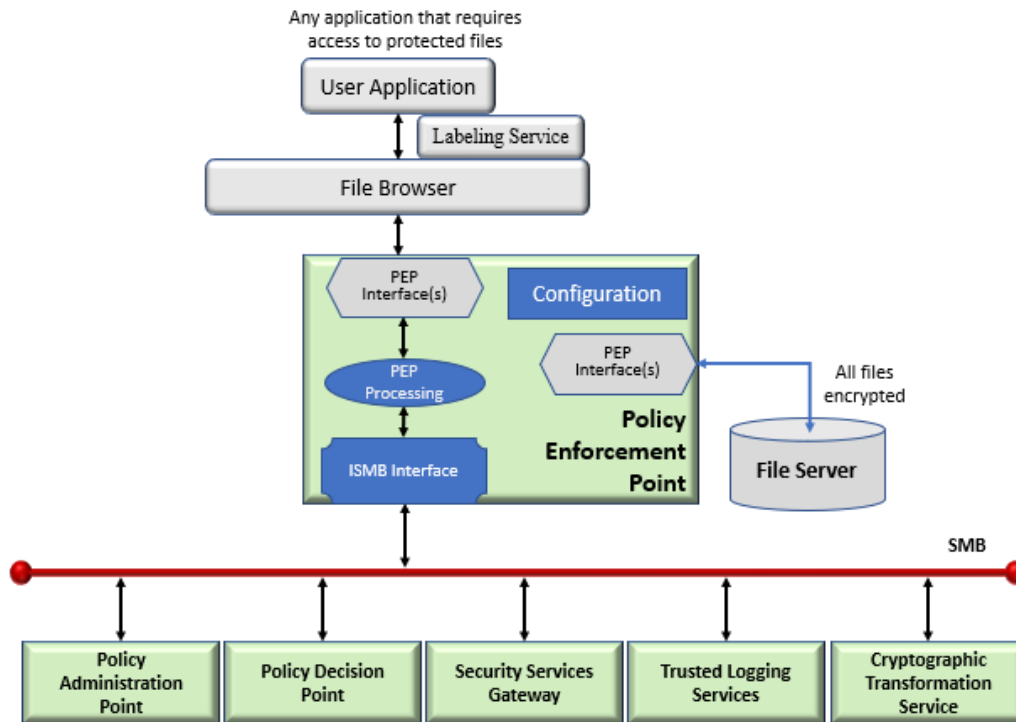 Any application that requires
access to protected files
User Application
Labeling Service
File Browser
PEP
Interface(s)
Configuration
PEP
Interface(s)
PEP
Processing
All files
encrypted
Policy
Enforcement
Point
ISMB Interface
File Server
SMB
Policy
Administration
Point
Policy Decision
Point
Security Services
Gateway
Trusted Logging
Services
Cryptographic
Transformation
Service